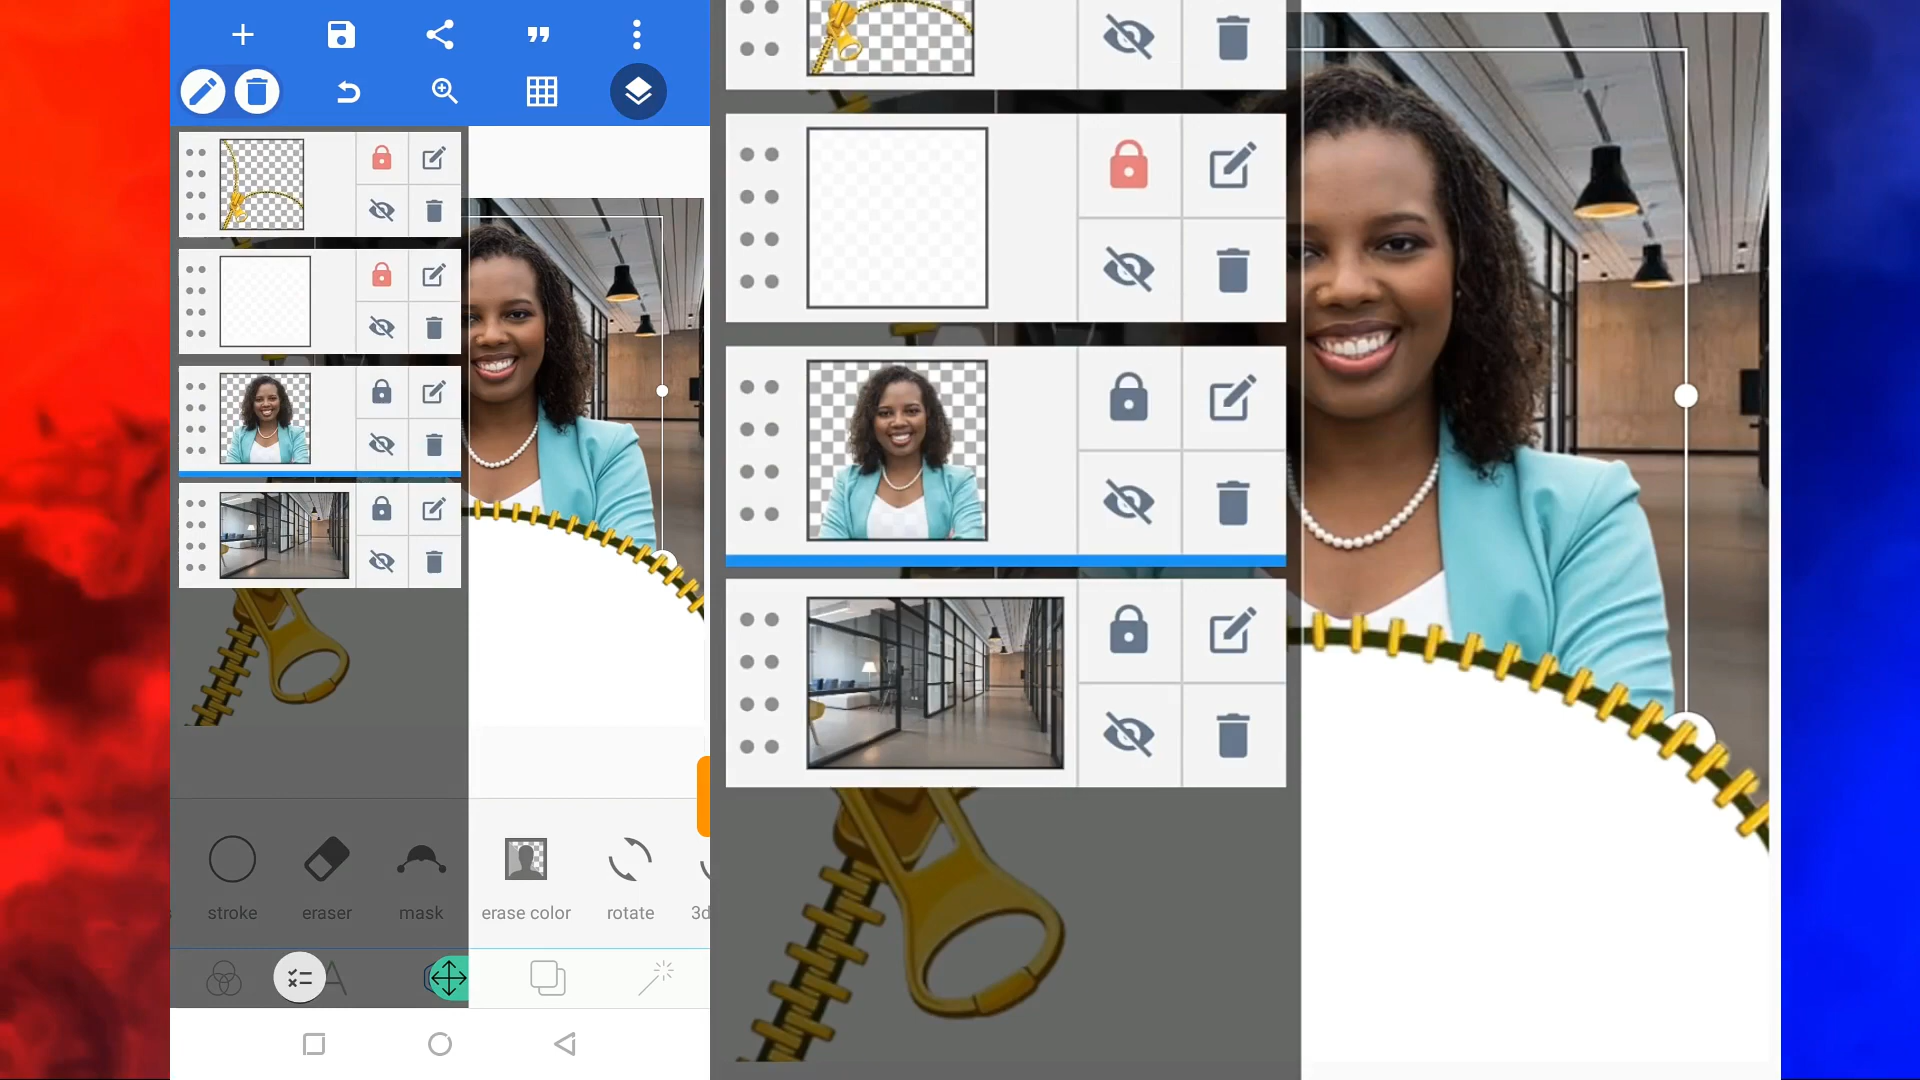 stroke
eraser
mask
erase color
rotate
3d